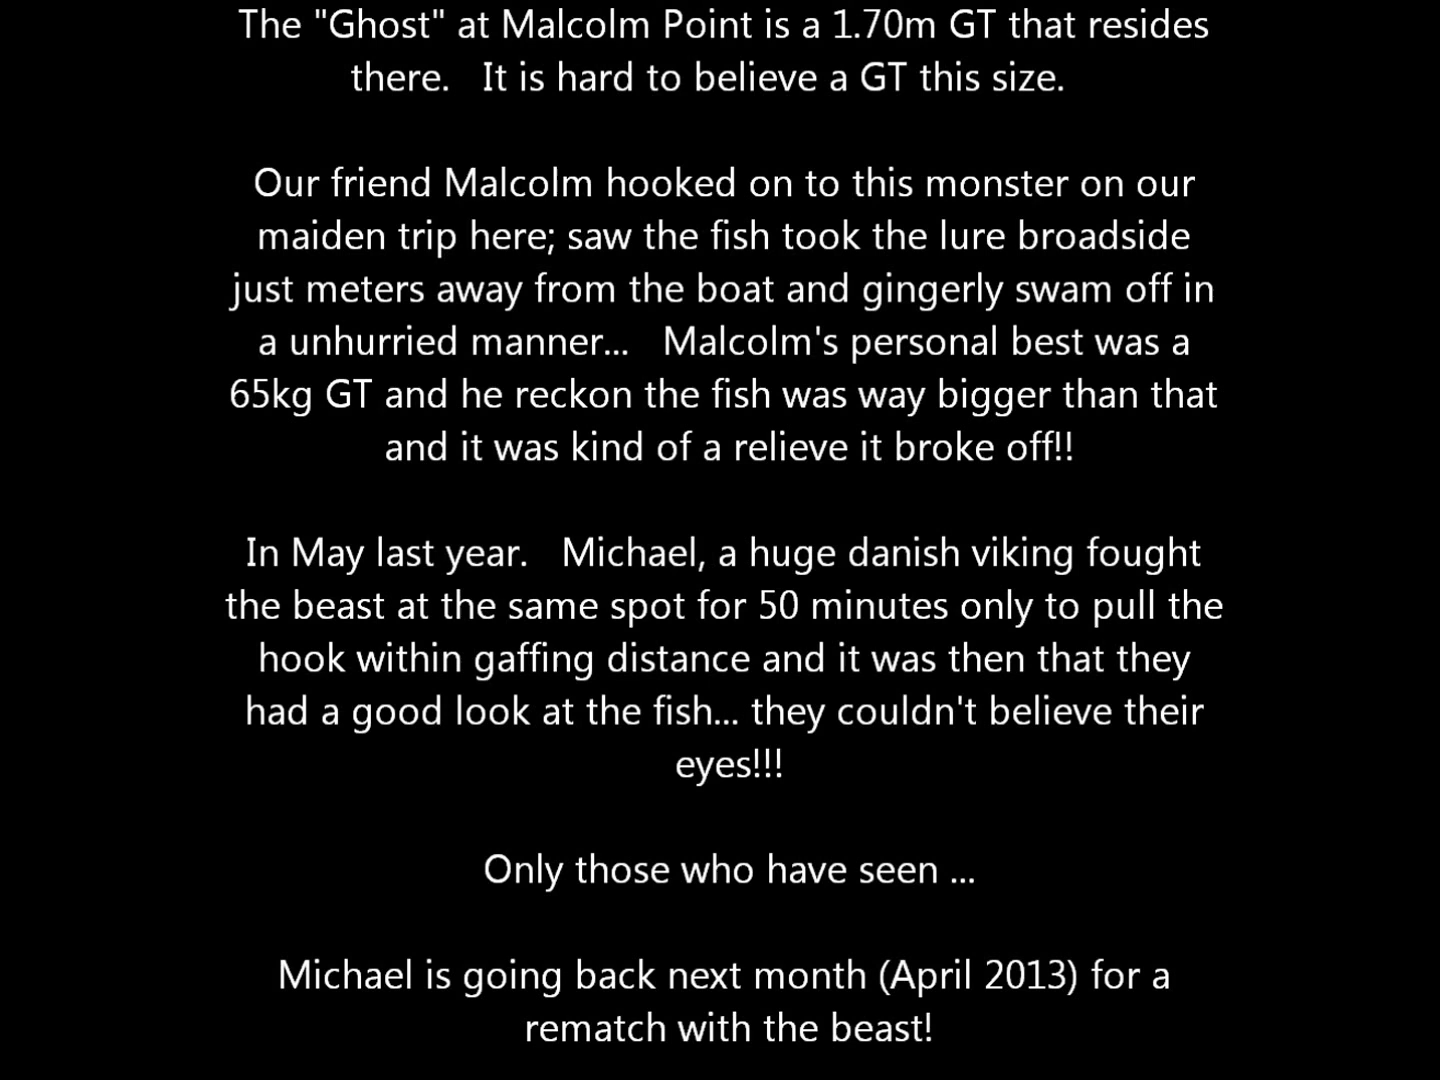 The "Ghost" at Malcolm Point is a 1.70m GT that resides
there.   It is hard to believe a GT this size.
Our friend Malcolm hooked on to this monster on our
maiden trip here; saw the fish took the lure broadside
just meters away from the boat and gingerly swam off in
a unhurried manner...   Malcolm's personal best was a
65kg GT and he reckon the fish was way bigger than that
and it was kind of a relieve it broke off!!
In May last year.   Michael, a huge danish viking fought
the beast at the same spot for 50 minutes only to pull the
hook within gaffing distance and it was then that they
had a good look at the fish... they couldn't believe their
eyes!!!
Only those who have seen ...
Michael is going back next month (April 2013) for a
rematch with the beast!